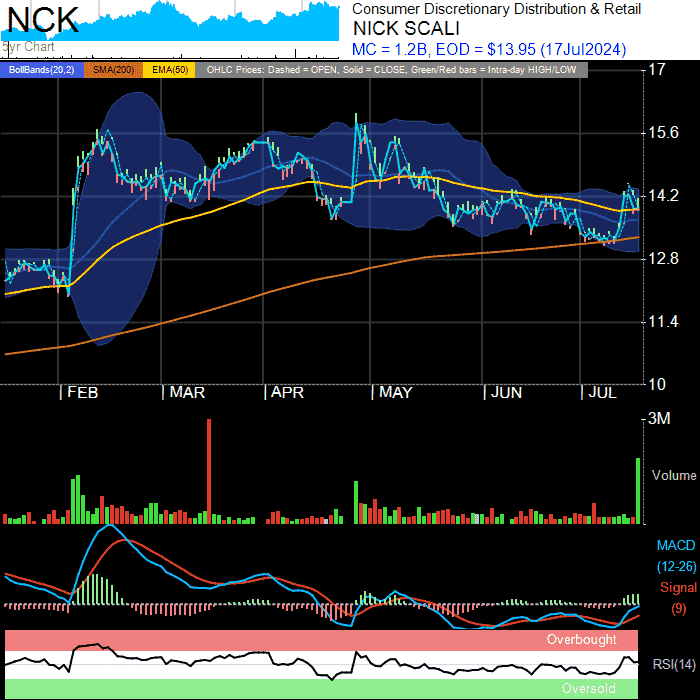 NCK
5yr Chart
Consumer Discretionary Distribution & Retail
NICK SCALI
MC = 1.2B, EOD = $13.95 (17Jul2024)
BollBands(20,2) SMA(200) EMA(50) OHLC Prices: Dashed = OPEN, Solid = CLOSE, Green/Red bars = Intra-day HIGH/LOW
17
15.6
14.2
12.8
11.4
10
FEB MAR APR MAY JUN JUL
3M
Volume
MACD
(12-26)
Signal
(9)
Overbought
RSI(14)
Oversold